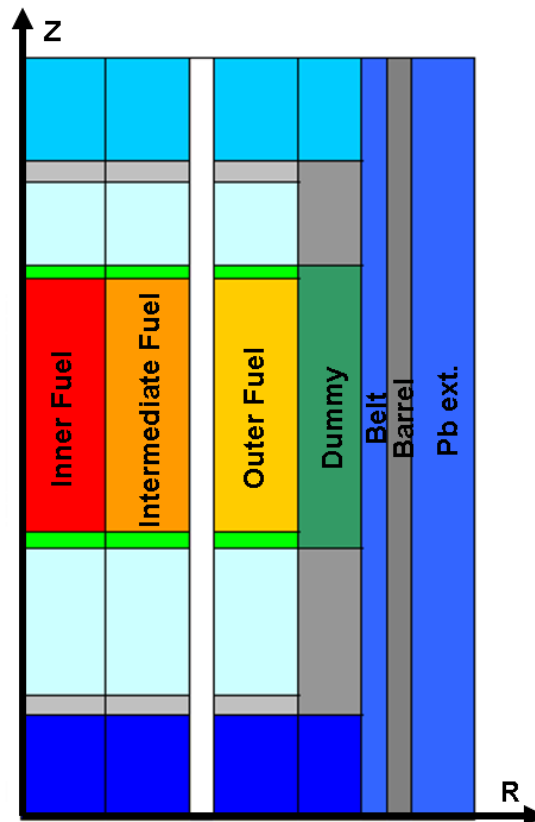 Z
Inner Fuel
Intermediate Fuel
Outer Fuel
Dummy
Belt
Barrel
Pb ext.
R